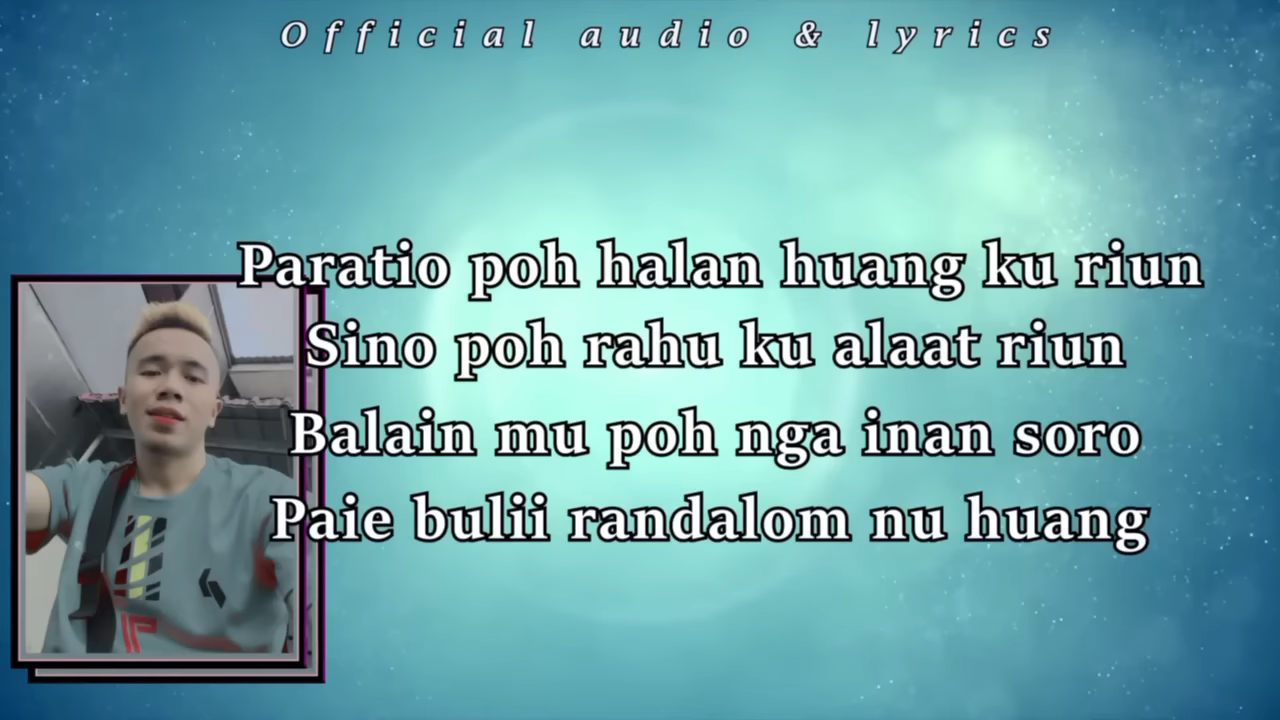 Official audio & lyrics
Paratio poh halan huang ku riun
Sino poh rahu ku alaat riun
Balain mu poh nga inan soro
Paie bulii randalom nu huang